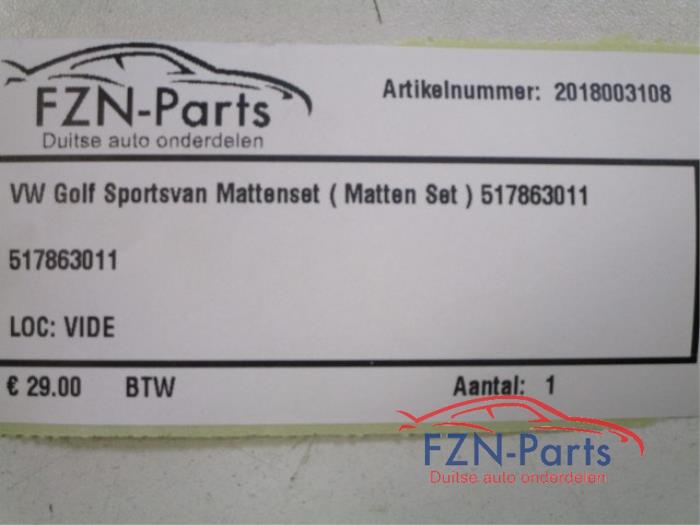 FZN-Parts
Duitse auto onderdelen
Artikelnummer: 2018003108
VW Golf Sportsvan Mattenset ( Matten Set ) 517863011
517863011
LOC: VIDE
€ 29.00 BTW Aantal: 1
FZN-Parts
Duitse auto onderdelen